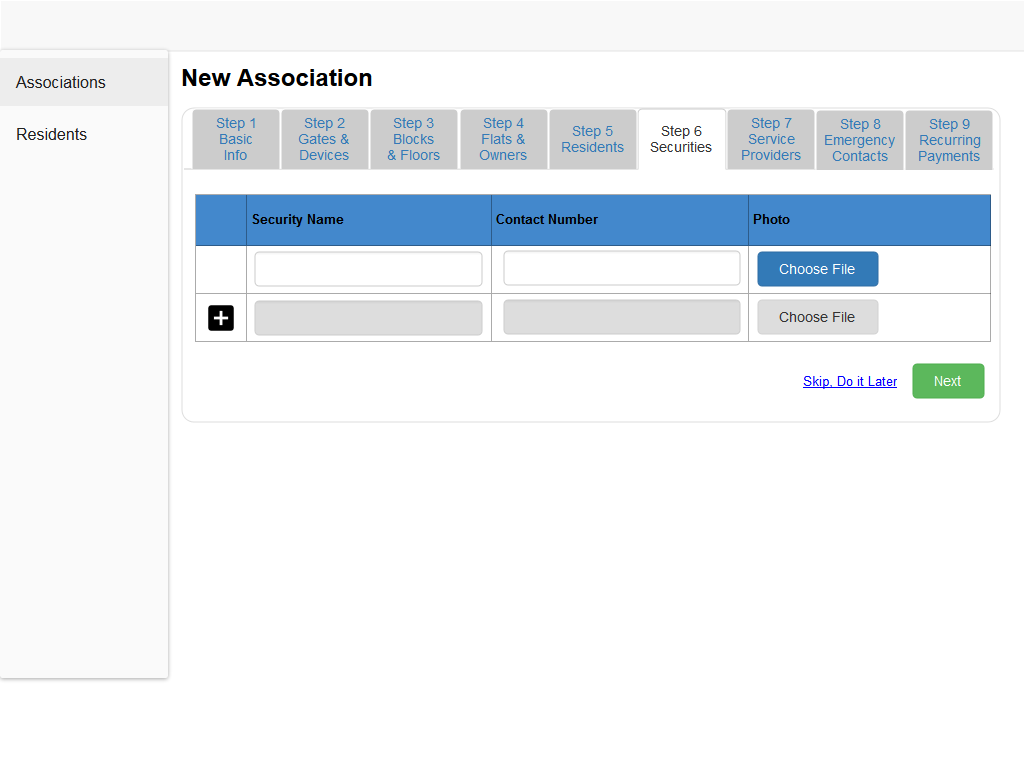 Associations
Residents
New Association
Step 1
Basic
Info
Step 2
Gates &
Devices
Step 3
Blocks
& Floors
Step 4
Flats &
Owners
Step 5
Residents
Step 6
Securities
Step 7
Service
Providers
Step 8
Emergency
Contacts
Step 9
Recurring
Payments
Security Name
Contact Number
Photo
Choose File
Choose File
Skip, Do it Later
Next